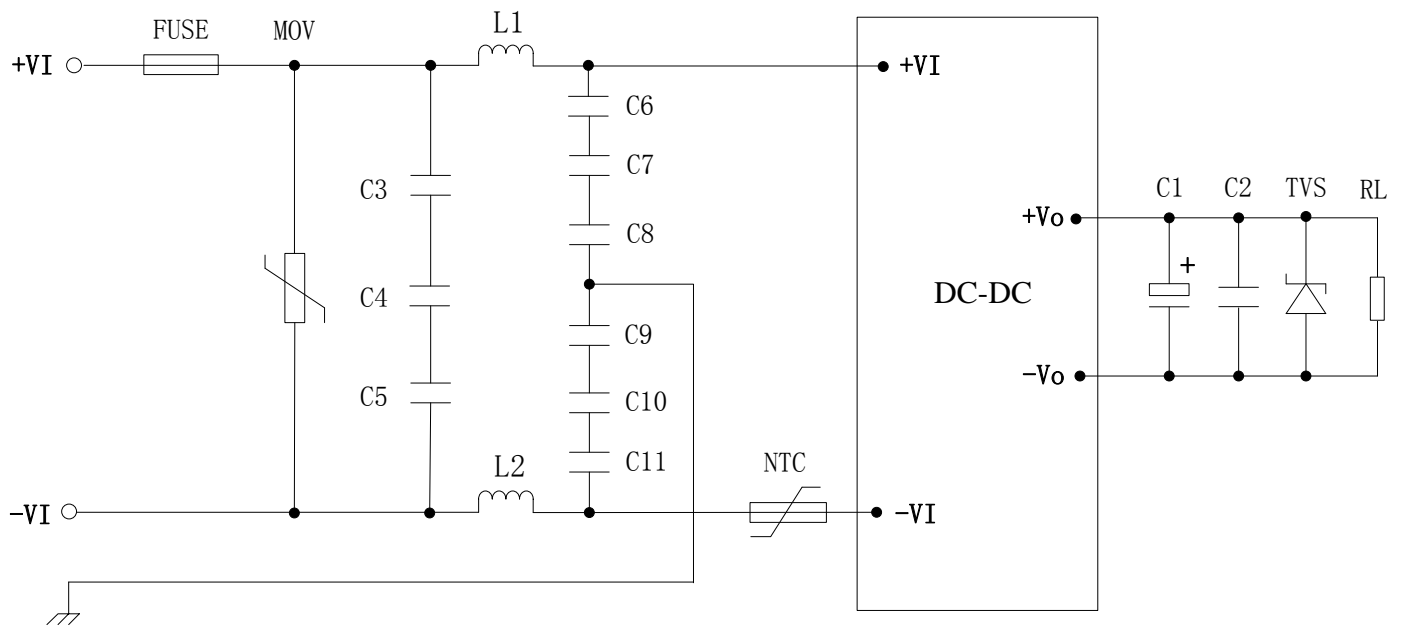 FUSE
MOV
L1
+VI
+VI
C6
C7
C3
C8
C1
C2
TVS
RL
+Vo
+
DC-DC
C4
C9
C5
C10
-Vo
L2
C11
NTC
-VI
-VI